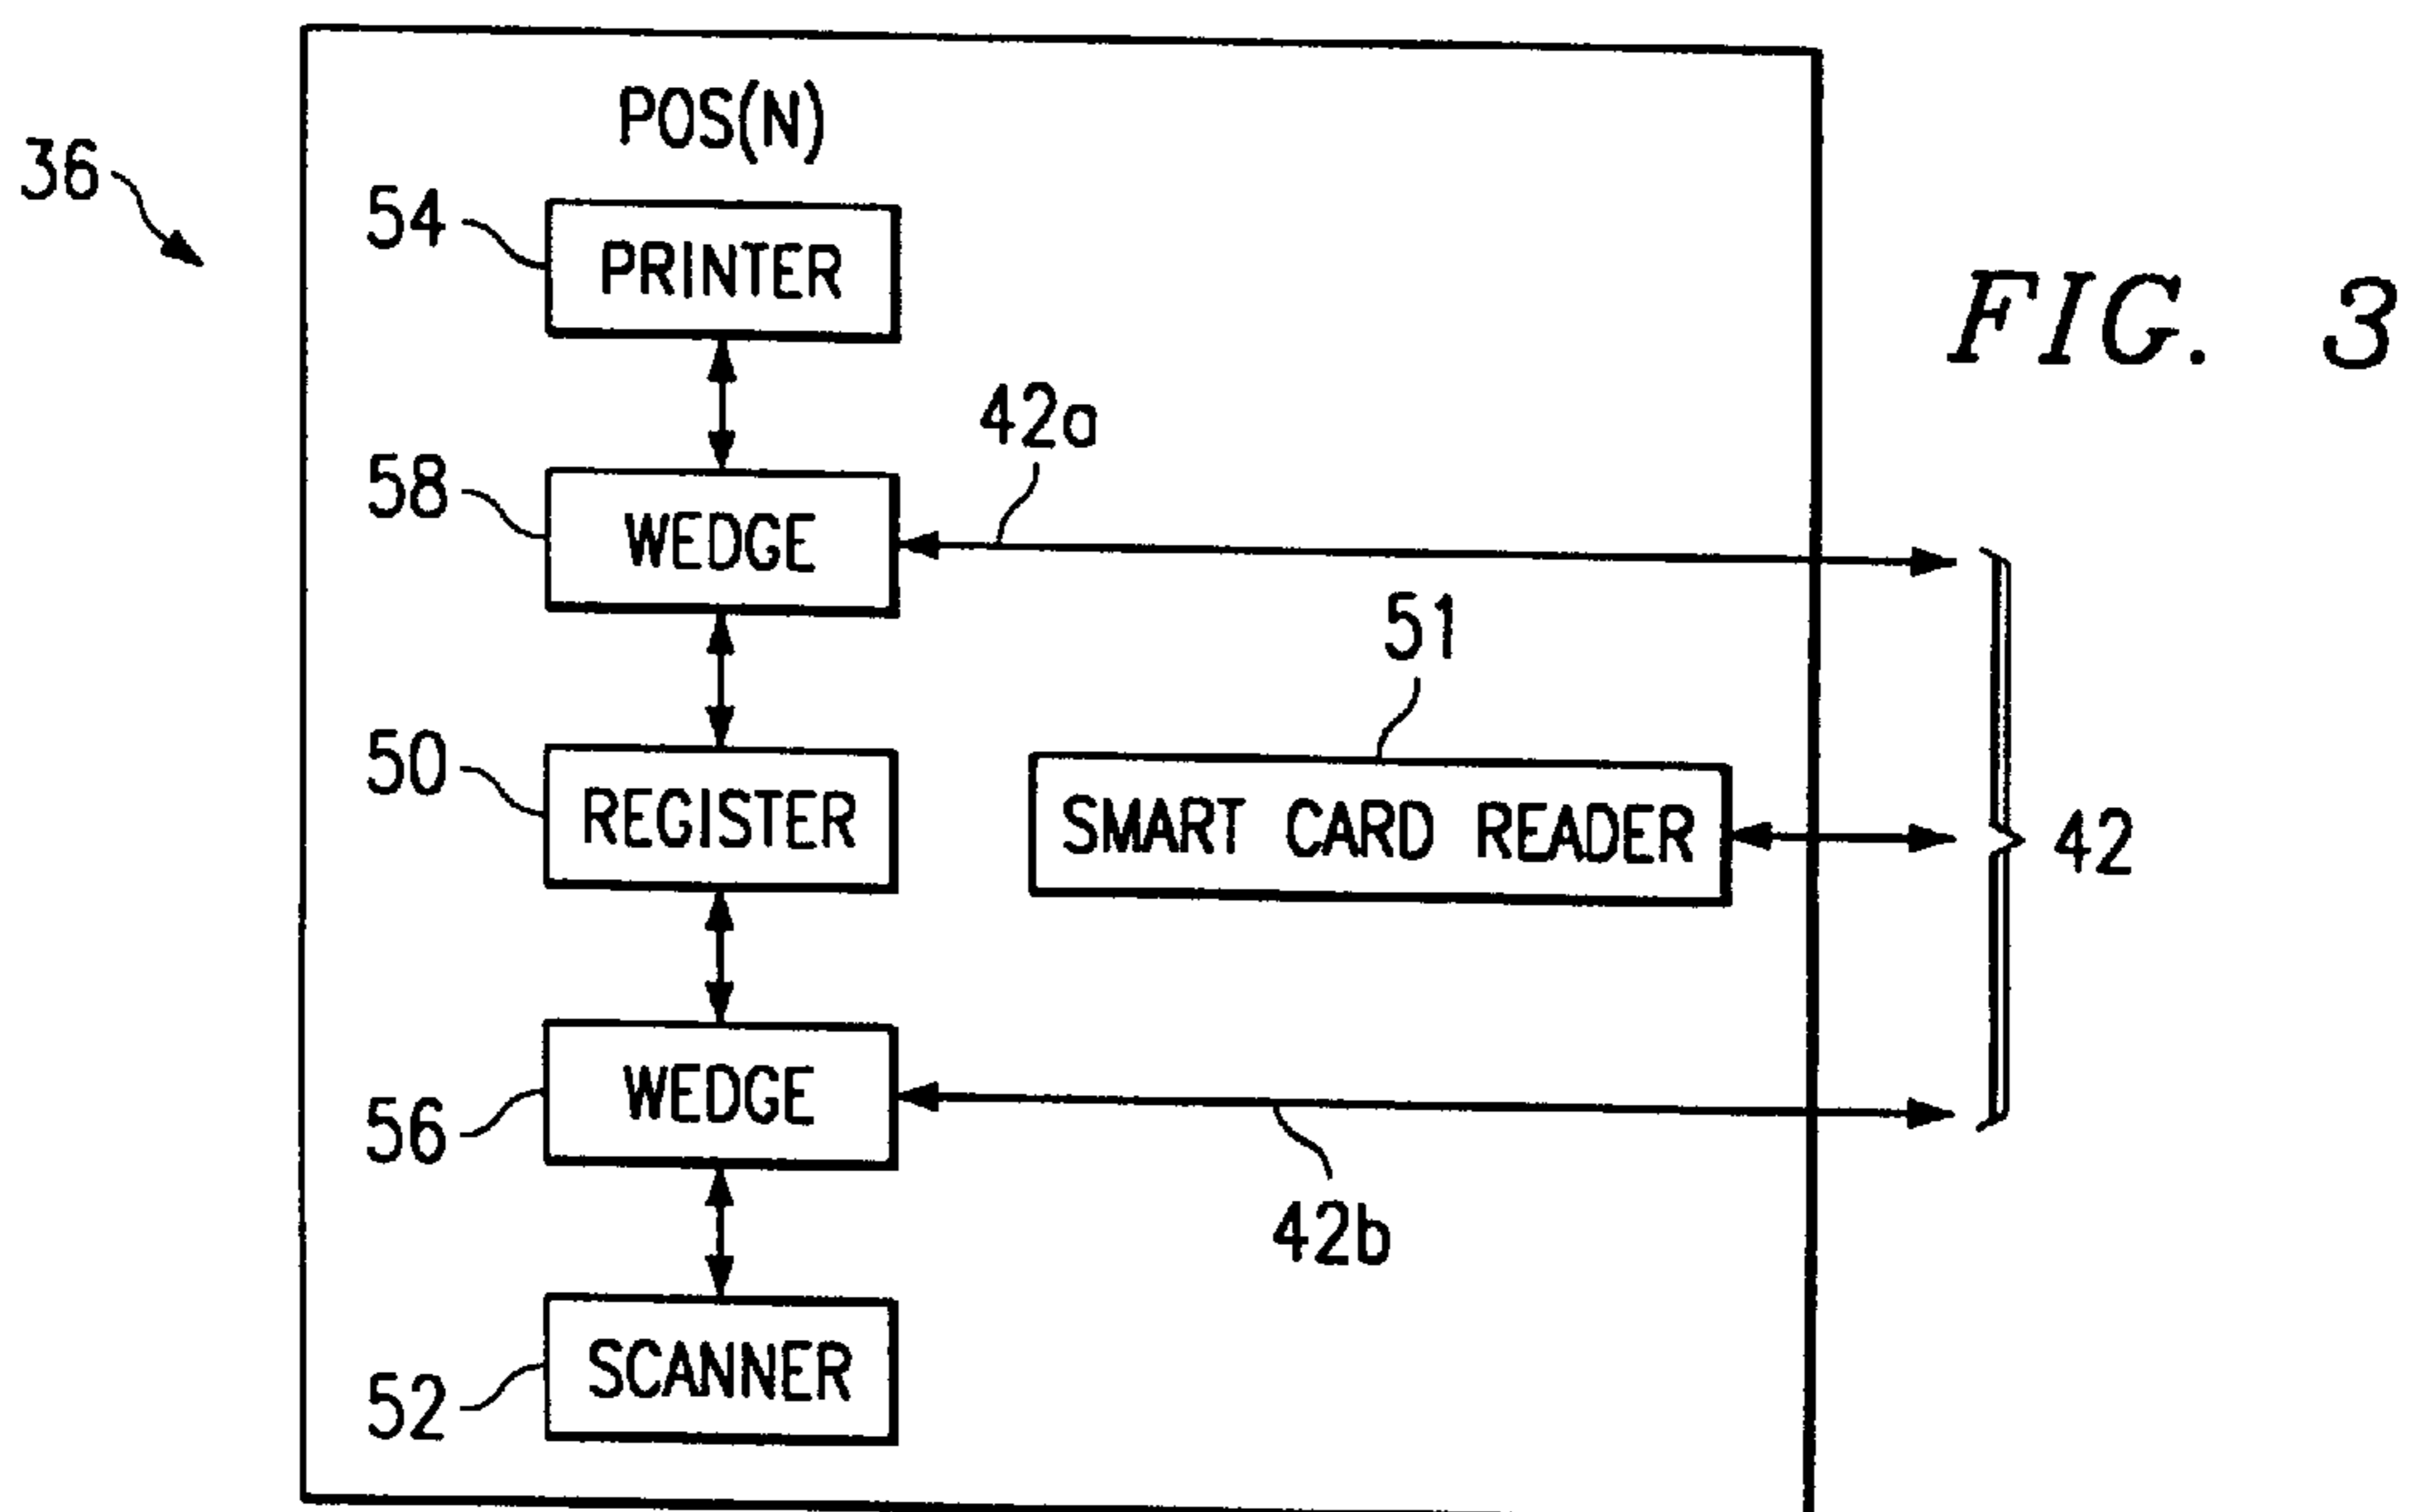 POS(N)
36
54
PRINTER
FIG. 3
42a
58
WEDGE
51
50
REGISTER
SMART CARD READER
42
56
WEDGE
42b
52
SCANNER